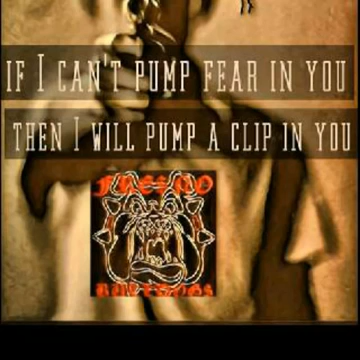 IF I CAN'T PUMP FEAR IN YOU
THEN I WILL PUMP A CLIP IN YOU
FRESNO
BULLDOGS